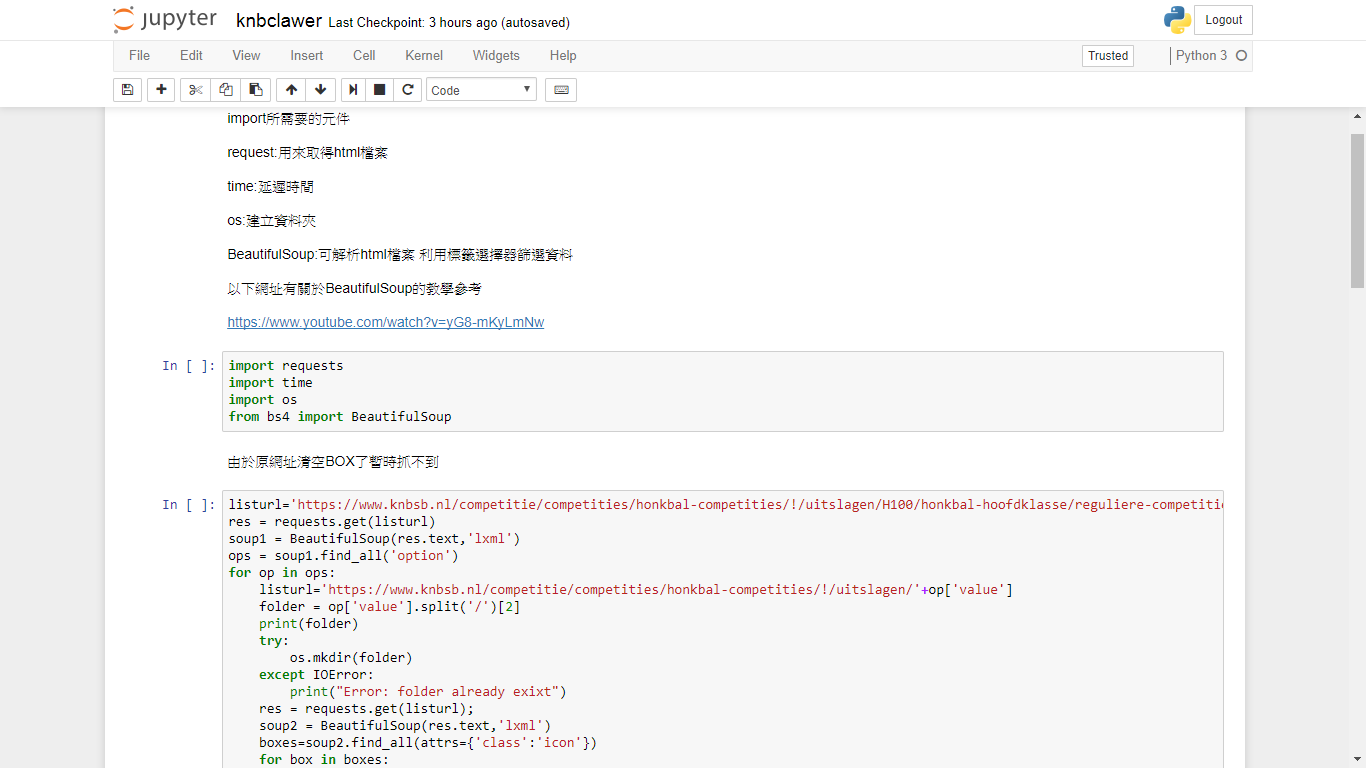 jupyter knbclawer Last Checkpoint: 3 hours ago (autosaved)
Logout
File Edit View Insert Cell Kernel Widgets Help
Trusted
Python 3
Code
import所需要的元件
request:用來取得html檔案
time:延遲時間
os:建立資料夾
BeautifulSoup:可解析html檔案 利用標籤選擇器篩選資料
以下網址有關於BeautifulSoup的教學參考
https://www.youtube.com/watch?v=yG8-mKyLmNw
In [ ]:
import requests
import time
import os
from bs4 import BeautifulSoup
由於原網址清空BOX了暫時抓不到
In [ ]:
listurl='https://www.knbsb.nl/competitie/competities/honkbal-competities/!/uitslagen/H100/honkbal-hoofdklasse/reguliere-competitie
res = requests.get(listurl)
soup1 = BeautifulSoup(res.text,'lxml')
ops = soup1.find_all('option')
for op in ops:
    listurl='https://www.knbsb.nl/competitie/competities/honkbal-competities/!/uitslagen/'+op['value']
    folder = op['value'].split('/')[2]
    print(folder)
    try:
        os.mkdir(folder)
    except IOError:
        print("Error: folder already exixt")
    res = requests.get(listurl);
    soup2 = BeautifulSoup(res.text,'lxml')
    boxes=soup2.find_all(attrs={'class':'icon'})
    for box in boxes: